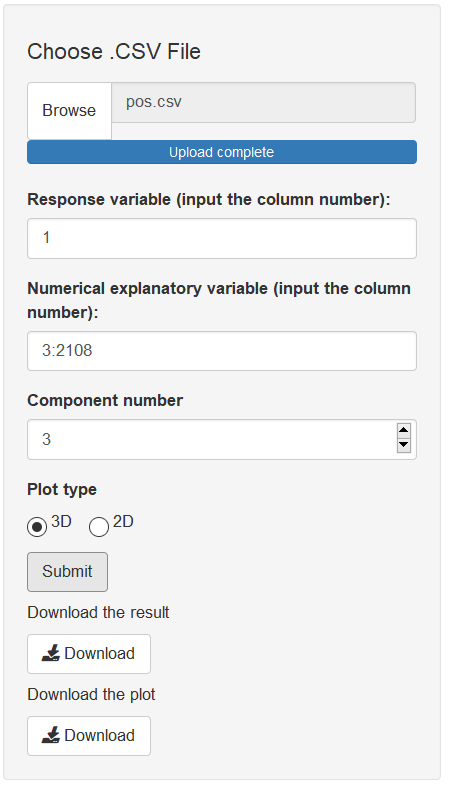 Choose .CSV File
Browse pos.csv
Upload complete
Response variable (input the column number):
1
Numerical explanatory variable (input the column
number):
3:2108
Component number
3
Plot type
3D 2D
Submit
Download the result
Download
Download the plot
Download